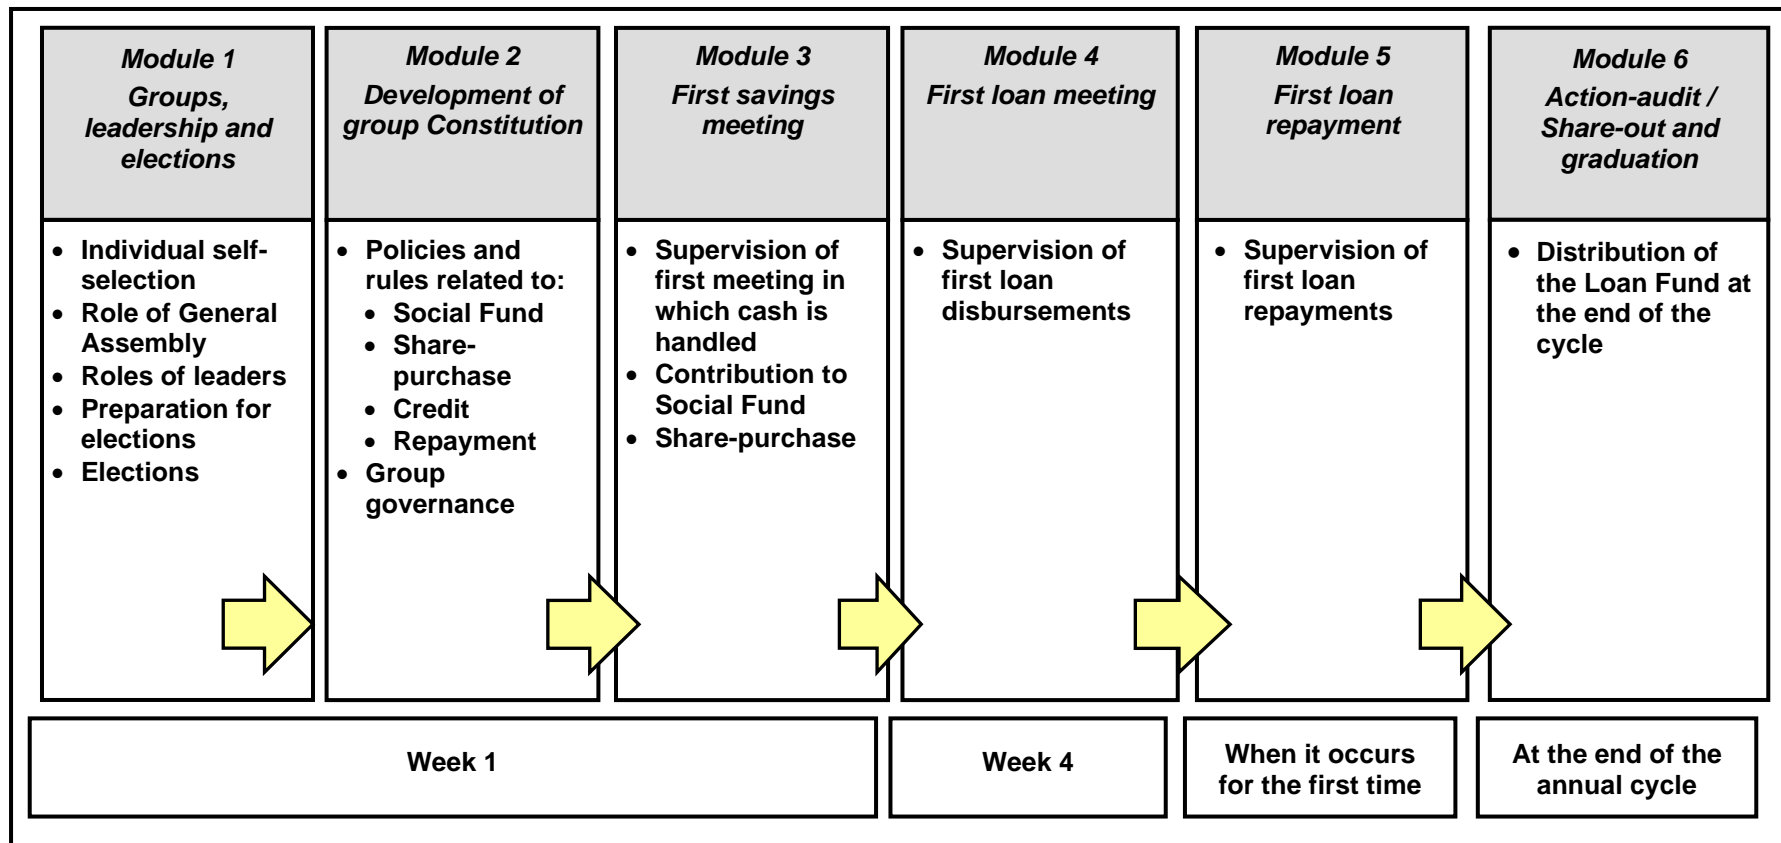 Module 1
Groups,
leadership and
elections
• Individual self-
selection
• Role of General
Assembly
• Roles of leaders
• Preparation for
elections
• Elections
Module 2
Development of
group Constitution
• Policies and
rules related to:
• Social Fund
• Share-
purchase
• Credit
• Repayment
• Group
governance
Module 3
First savings
meeting
• Supervision of
first meeting in
which cash is
handled
• Contribution to
Social Fund
• Share-purchase
Module 4
First loan meeting
• Supervision of
first loan
disbursements
Module 5
First loan
repayment
• Supervision of
first loan
repayments
Module 6
Action-audit /
Share-out and
graduation
• Distribution of
the Loan Fund at
the end of the
cycle
Week 1
Week 4
When it occurs
for the first time
At the end of the
annual cycle